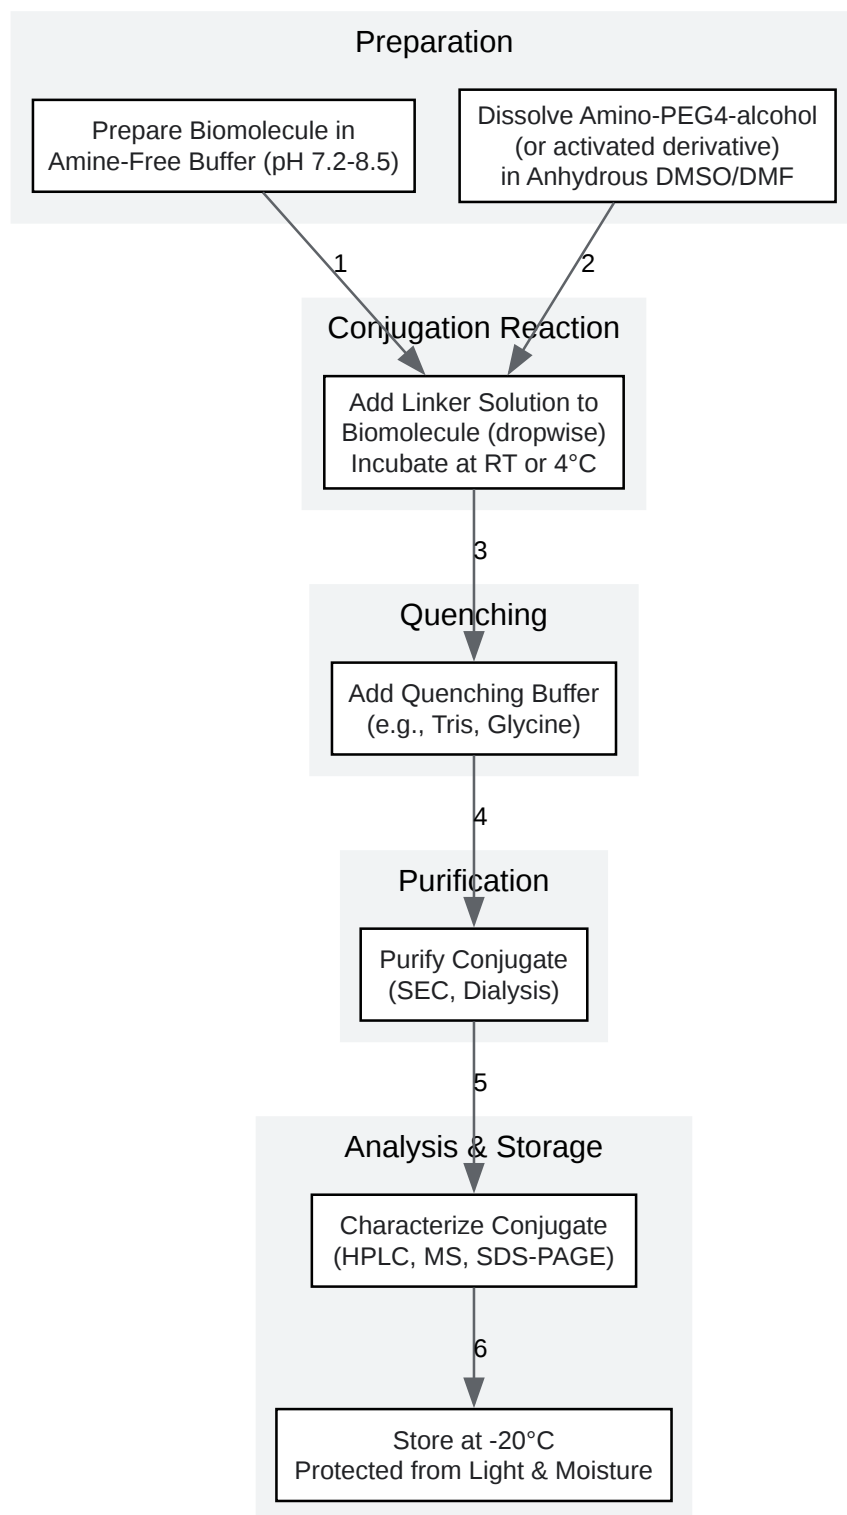 Preparation
Prepare Biomolecule in
Amine-Free Buffer (pH 7.2-8.5)
Dissolve Amino-PEG4-alcohol
(or activated derivative)
in Anhydrous DMSO/DMF
1
2
Conjugation Reaction
Add Linker Solution to
Biomolecule (dropwise)
Incubate at RT or 4°C
3
Quenching
Add Quenching Buffer
(e.g., Tris, Glycine)
4
Purification
Purify Conjugate
(SEC, Dialysis)
5
Analysis & Storage
Characterize Conjugate
(HPLC, MS, SDS-PAGE)
6
Store at -20°C
Protected from Light & Moisture